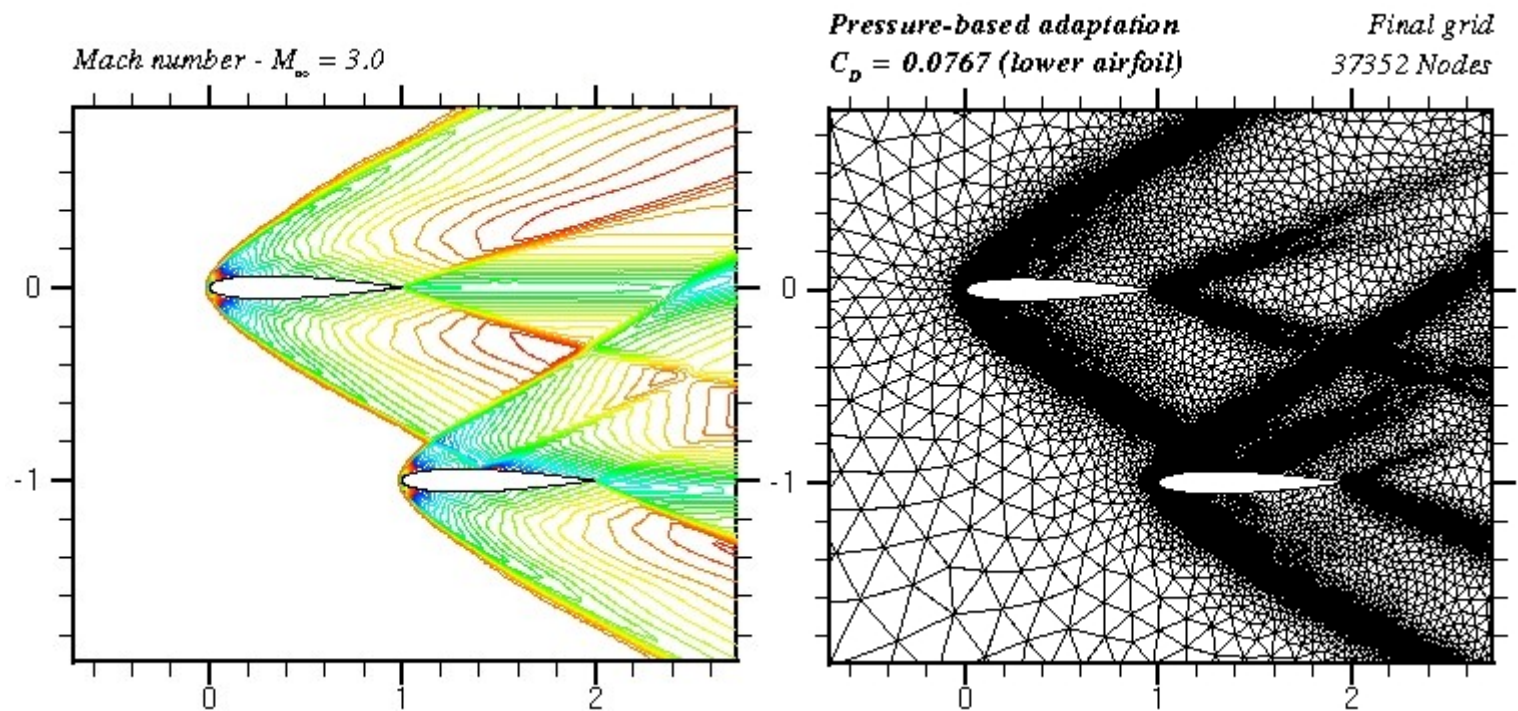 Mach number - M∞ = 3.0
Pressure-based adaptation
C_D = 0.0767 (lower airfoil)
Final grid
37352 Nodes
0
-1
0 1 2
0
-1
0 1 2